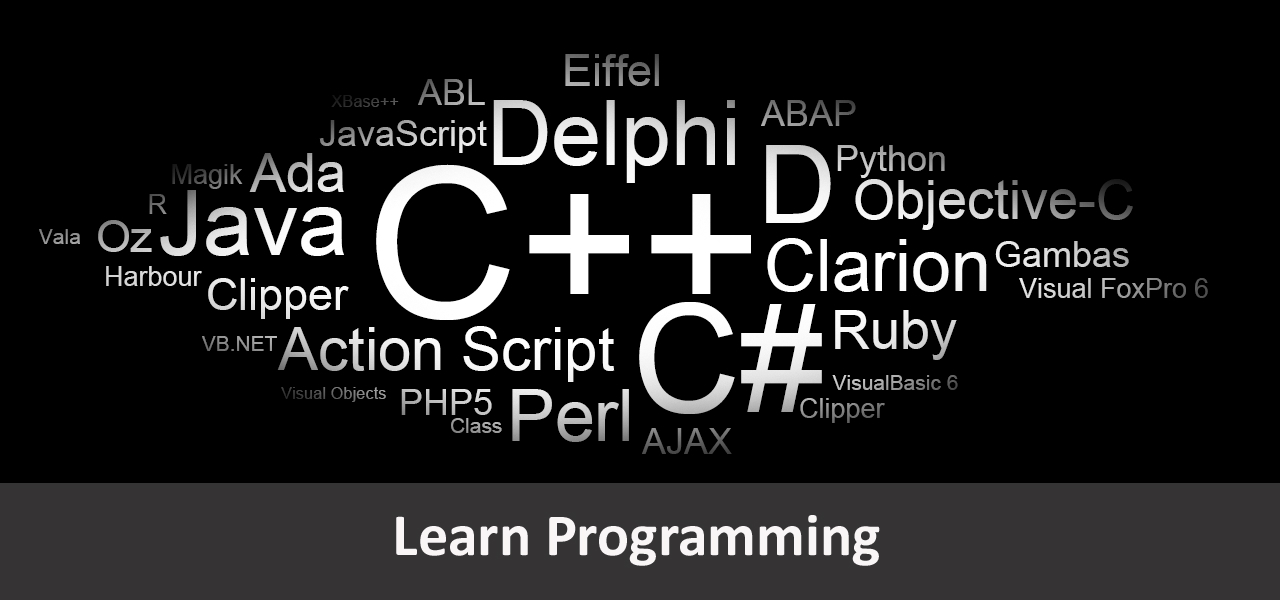 Eiffel
XBase++ ABL Delphi ABAP
JavaScript
Magik Ada C++ D Python
R Java Objective-C
Vala Oz Clarion Gambas
Harbour Clipper Visual FoxPro 6
VB.NET Action Script C# Ruby
Visual Objects PHP5 Perl VisualBasic 6
Class Clipper
AJAX
Learn Programming